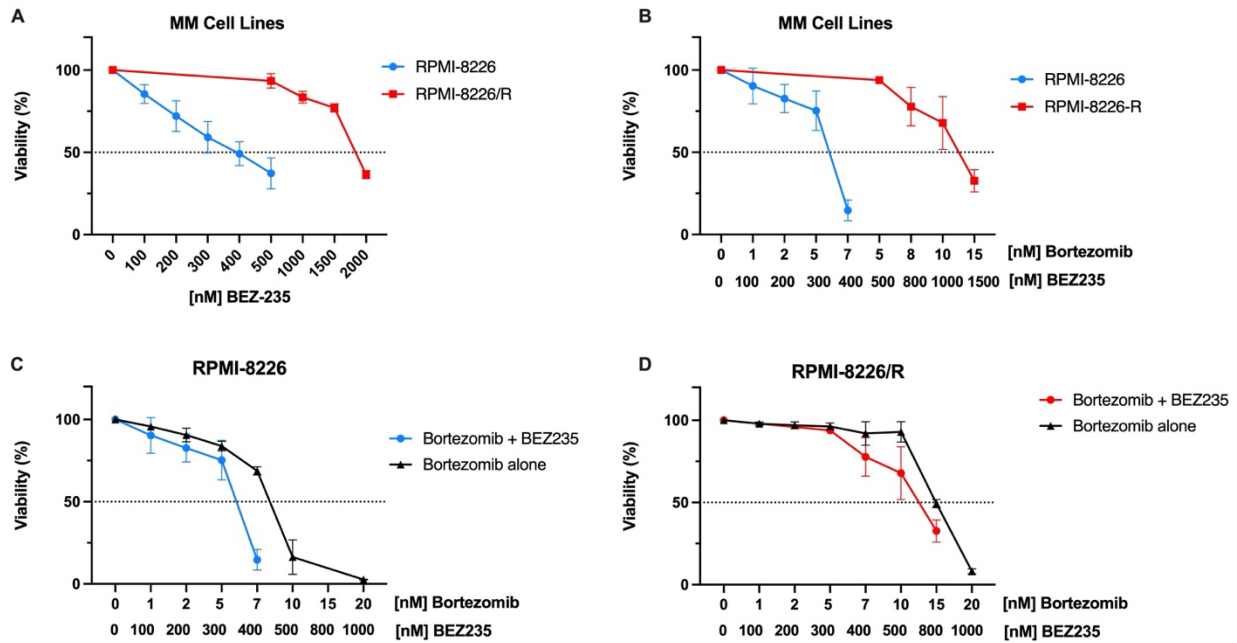 A
MM Cell Lines
Viability (%)
100
50
0
0 100 200 300 400 500 1000 1500 2000
[nM] BEZ-235
RPMI-8226
RPMI-8226/R
B
MM Cell Lines
Viability (%)
100
50
0
0 1 2 5 7 5 8 10 15 [nM] Bortezomib
0 100 200 300 400 500 800 1000 1500 [nM] BEZ235
RPMI-8226
RPMI-8226-R
C
RPMI-8226
Viability (%)
100
50
0
0 1 2 5 7 10 15 20 [nM] Bortezomib
0 100 200 300 400 500 800 1000 [nM] BEZ235
Bortezomib + BEZ235
Bortezomib alone
D
RPMI-8226/R
Viability (%)
100
50
0
0 1 2 5 7 10 15 20 [nM] Bortezomib
0 100 200 300 400 500 800 1000 [nM] BEZ235
Bortezomib + BEZ235
Bortezomib alone